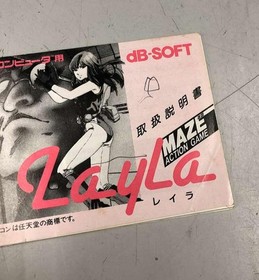 コンピュータ用
dB-SOFT
取扱説明書
MAZE
ACTION GAME
LayLa
レイラ
コンは任天堂の商標です。